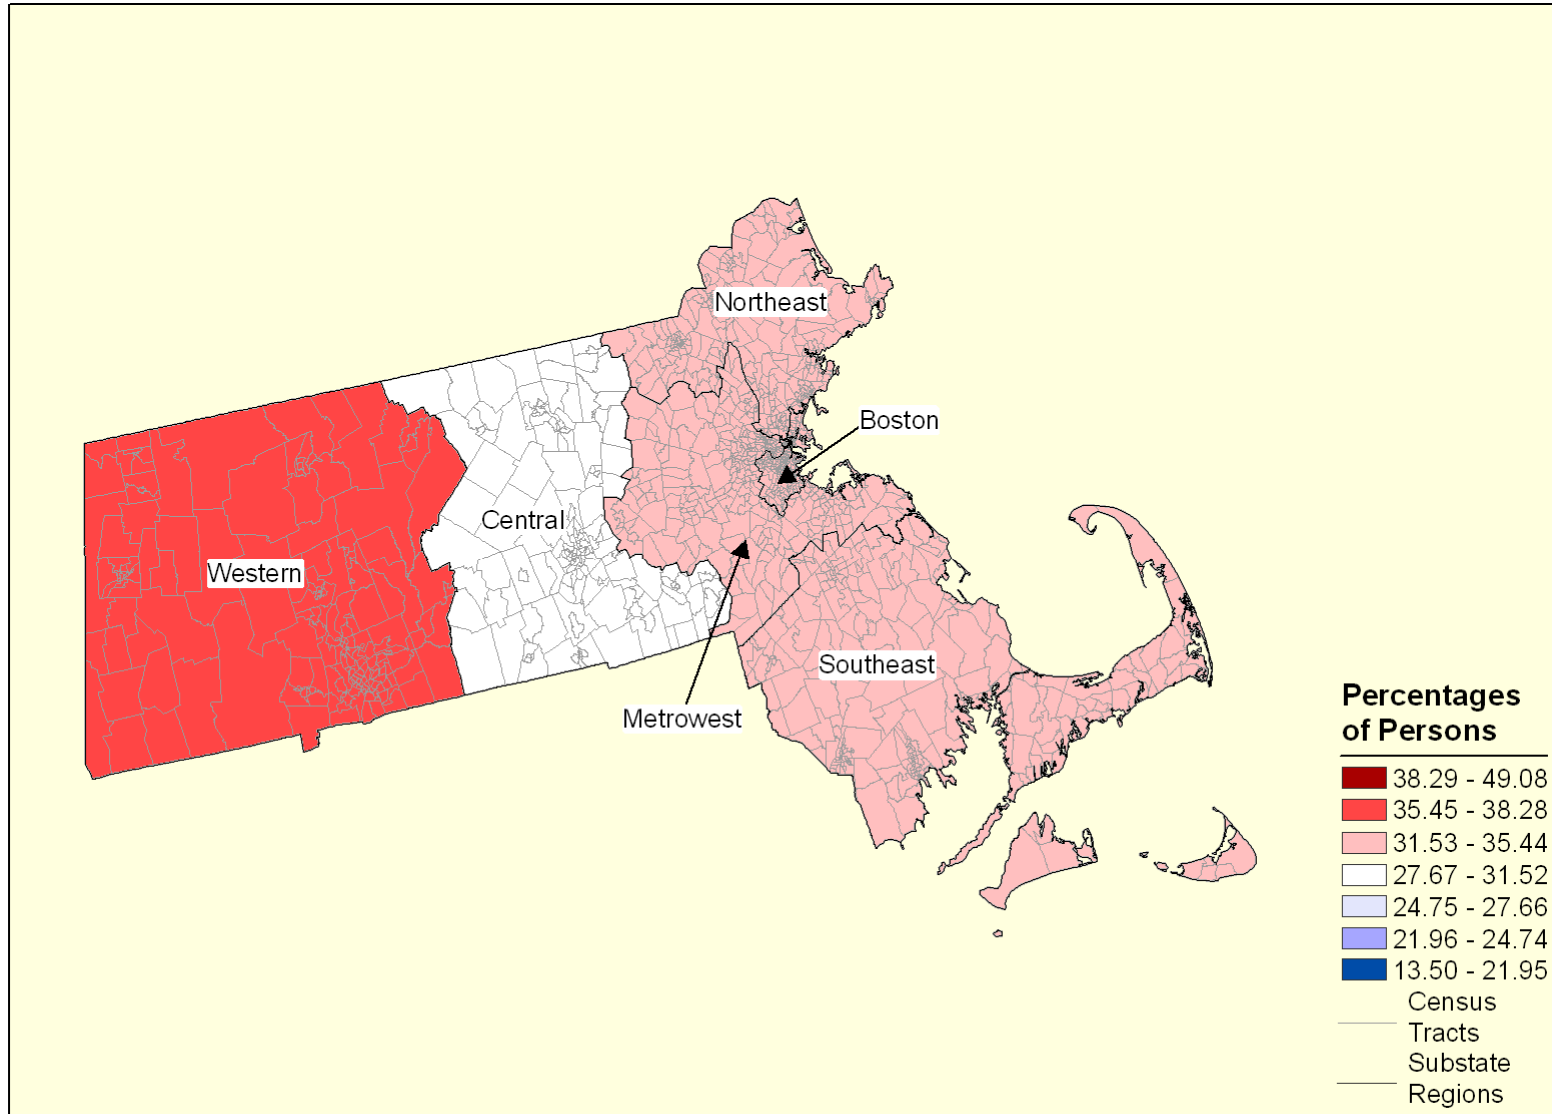 Northeast
Boston
Central
Western
Southeast
Metrowest
Percentages
of Persons
38.29 - 49.08
35.45 - 38.28
31.53 - 35.44
27.67 - 31.52
24.75 - 27.66
21.96 - 24.74
13.50 - 21.95
Census
Tracts
Substate
Regions